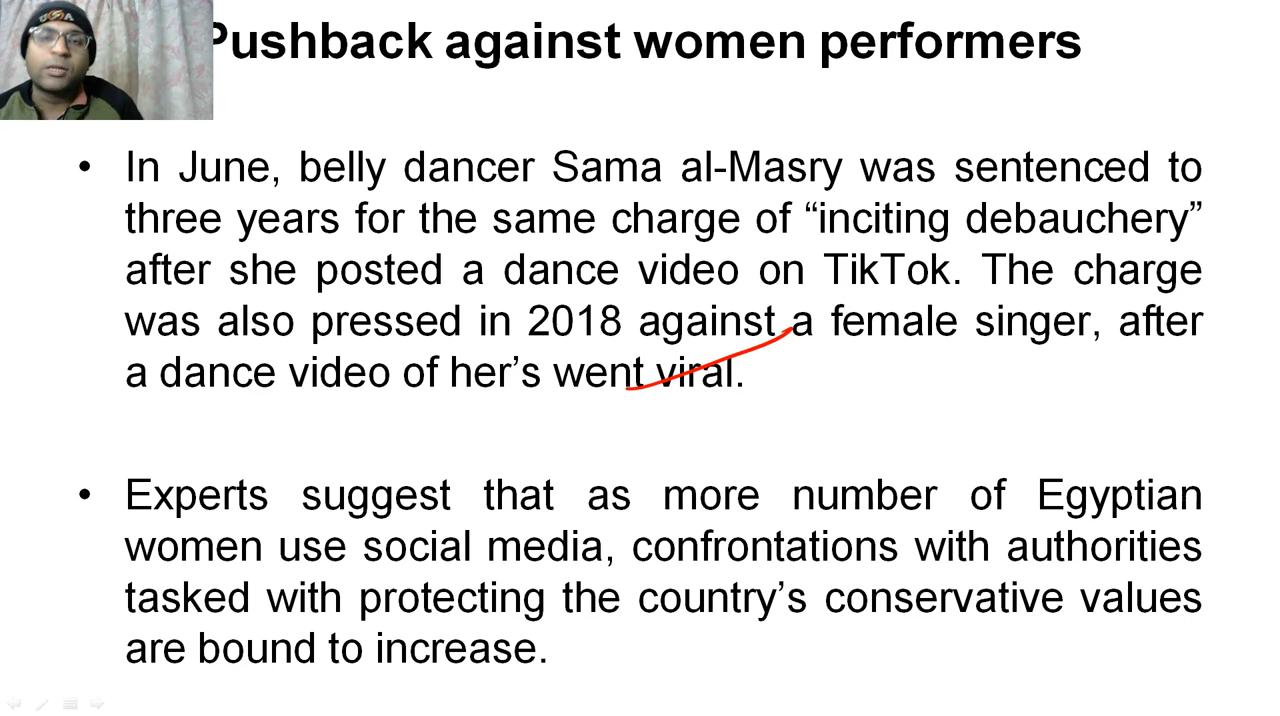 Pushback against women performers
• In June, belly dancer Sama al-Masry was sentenced to
three years for the same charge of “inciting debauchery”
after she posted a dance video on TikTok. The charge
was also pressed in 2018 against a female singer, after
a dance video of her’s went viral.
• Experts suggest that as more number of Egyptian
women use social media, confrontations with authorities
tasked with protecting the country’s conservative values
are bound to increase.